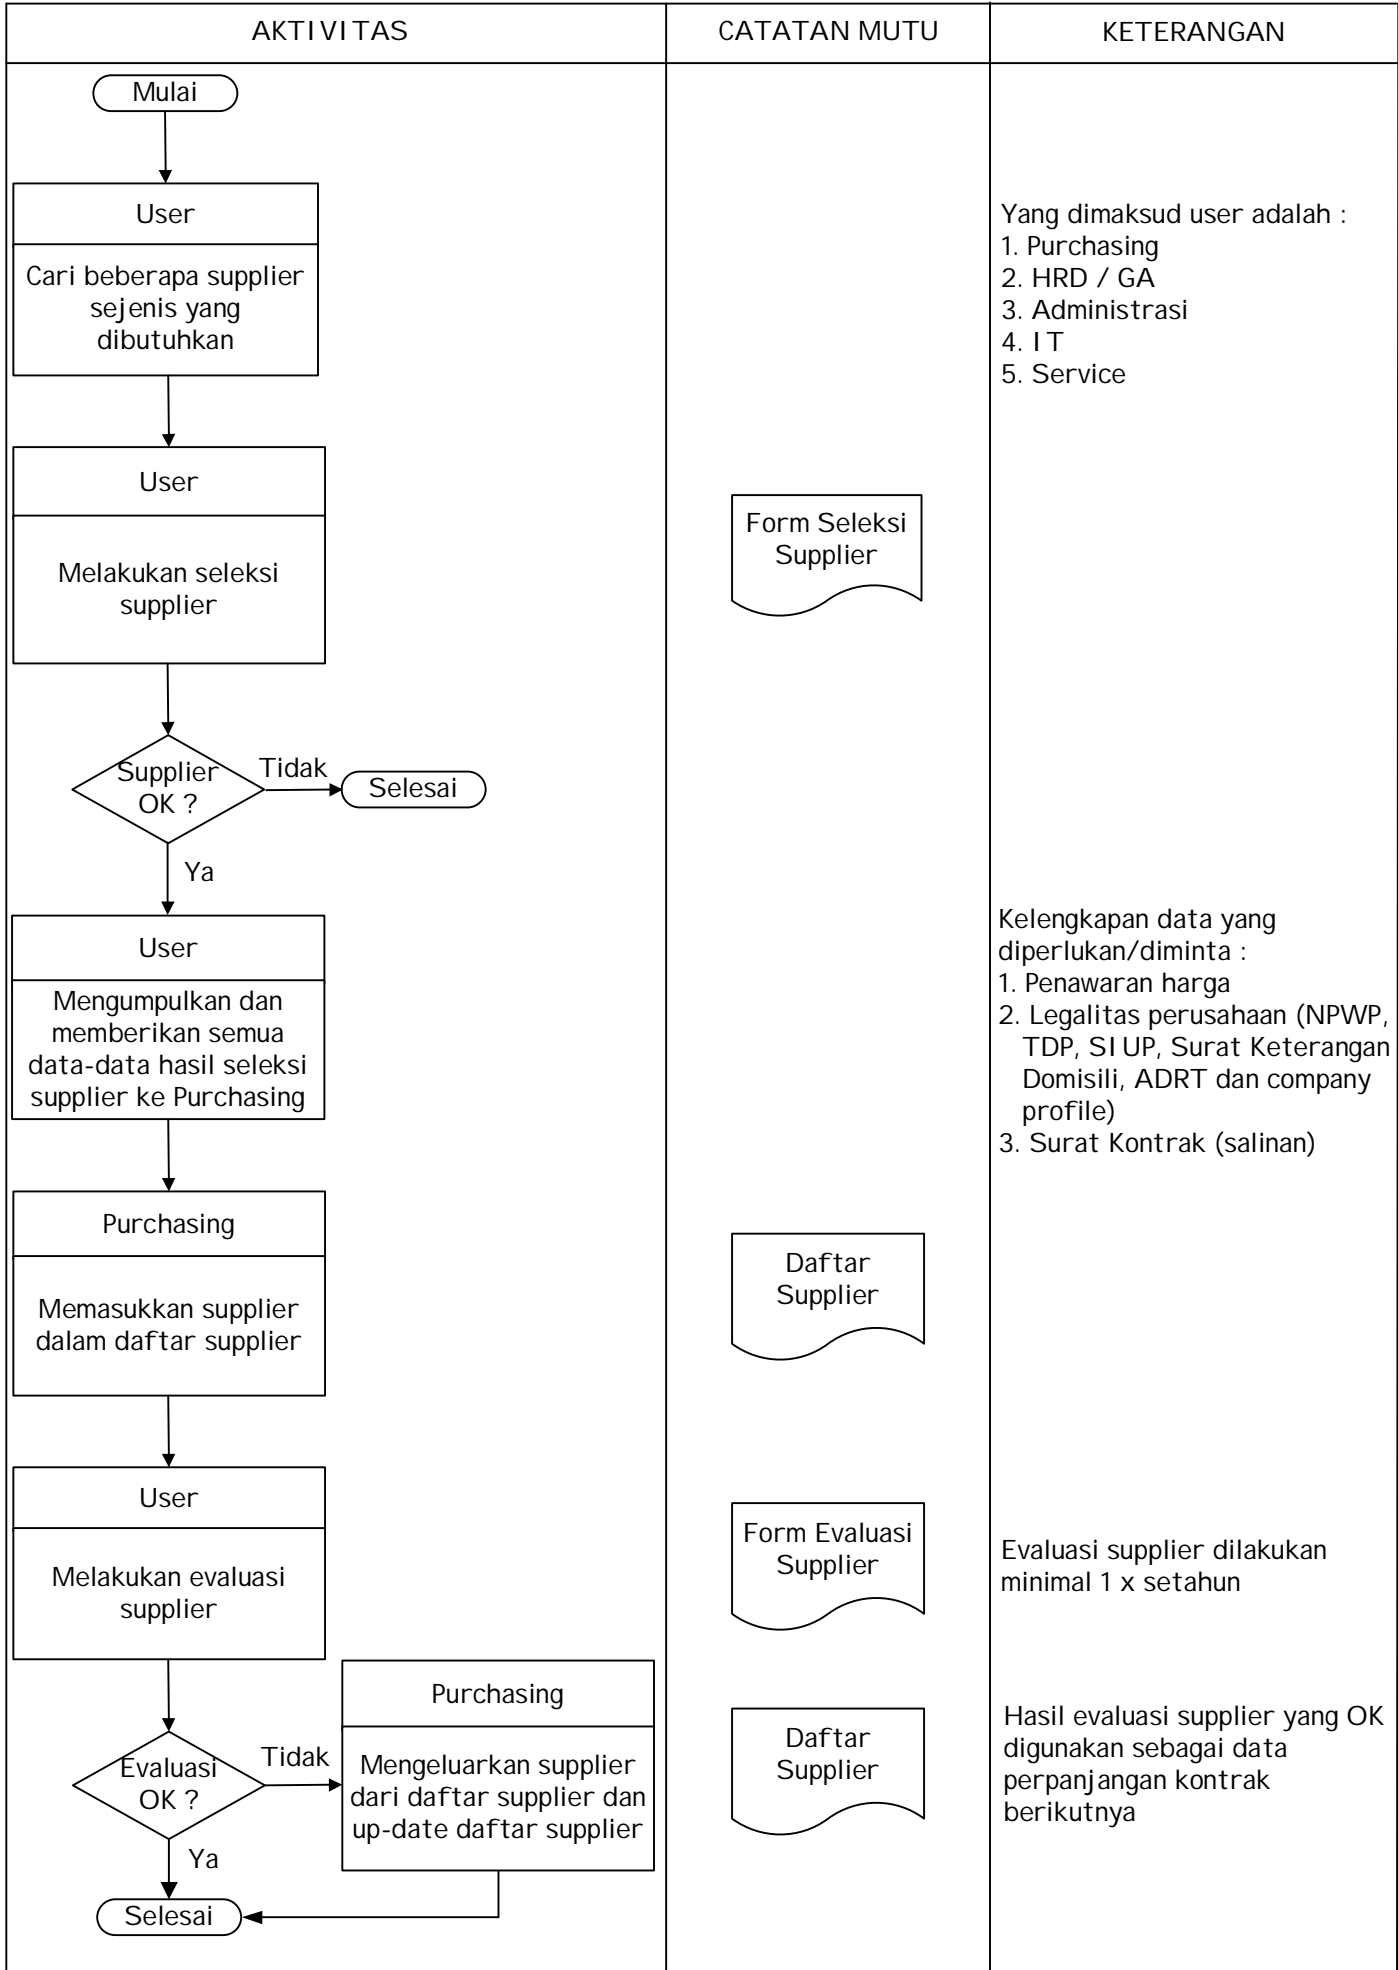 AKTIVITAS
CATATAN MUTU
KETERANGAN
Mulai
User
Cari beberapa supplier
sejenis yang
dibutuhkan
Yang dimaksud user adalah :
1. Purchasing
2. HRD / GA
3. Administrasi
4. IT
5. Service
User
Melakukan seleksi
supplier
Form Seleksi
Supplier
Supplier
OK ?
Tidak
Selesai
Ya
User
Mengumpulkan dan
memberikan semua
data-data hasil seleksi
supplier ke Purchasing
Kelengkapan data yang
diperlukan/diminta :
1. Penawaran harga
2. Legalitas perusahaan (NPWP,
TDP, SIUP, Surat Keterangan
Domisili, ADRT dan company
profile)
3. Surat Kontrak (salinan)
Purchasing
Memasukkan supplier
dalam daftar supplier
Daftar
Supplier
User
Melakukan evaluasi
supplier
Form Evaluasi
Supplier
Evaluasi supplier dilakukan
minimal 1 x setahun
Evaluasi
OK ?
Tidak
Purchasing
Mengeluarkan supplier
dari daftar supplier dan
up-date daftar supplier
Daftar
Supplier
Hasil evaluasi supplier yang OK
digunakan sebagai data
perpanjangan kontrak
berikutnya
Ya
Selesai